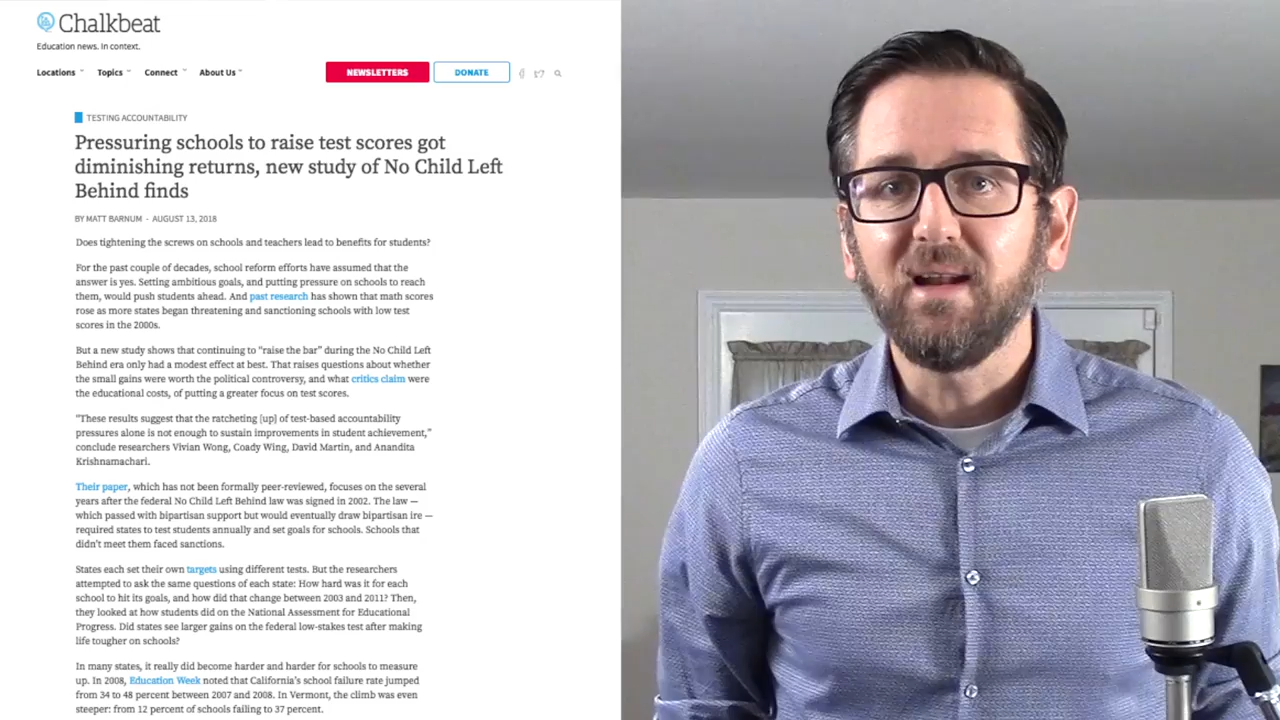 Chalkbeat
Education news. In context.
Locations Topics Connect About Us NEWSLETTERS DONATE
TESTING ACCOUNTABILITY
Pressuring schools to raise test scores got
diminishing returns, new study of No Child Left
Behind finds
BY MATT BARNUM - AUGUST 13, 2018
Does tightening the screws on schools and teachers lead to benefits for students?
For the past couple of decades, school reform efforts have assumed that the
answer is yes. Setting ambitious goals, and putting pressure on schools to reach
them, would push students ahead. And past research has shown that math scores
rose as more states began threatening and sanctioning schools with low test
scores in the 2000s.
But a new study shows that continuing to “raise the bar” during the No Child Left
Behind era only had a modest effect at best. That raises questions about whether
the small gains were worth the political controversy, and what critics claim were
the educational costs, of putting a greater focus on test scores.
“These results suggest that the ratcheting [up] of test-based accountability
pressures alone is not enough to sustain improvements in student achievement,”
conclude researchers Vivian Wong, Coady Wing, David Martin, and Anandita
Krishnamachari.
Their paper, which has not been formally peer-reviewed, focuses on the several
years after the federal No Child Left Behind law was signed in 2002. The law —
which passed with bipartisan support but would eventually draw bipartisan ire —
required states to test students annually and set goals for schools. Schools that
didn’t meet them faced sanctions.
States each set their own targets using different tests. But the researchers
attempted to ask the same questions of each state: How hard was it for each
school to hit its goals, and how did that change between 2003 and 2011? Then,
they looked at how students did on the National Assessment for Educational
Progress. Did states see larger gains on the federal low-stakes test after making
life tougher on schools?
In many states, it really did become harder and harder for schools to measure
up. In 2008, Education Week noted that California’s school failure rate jumped
from 34 to 48 percent between 2007 and 2008. In Vermont, the climb was even
steeper: from 12 percent of schools failing to 37 percent.